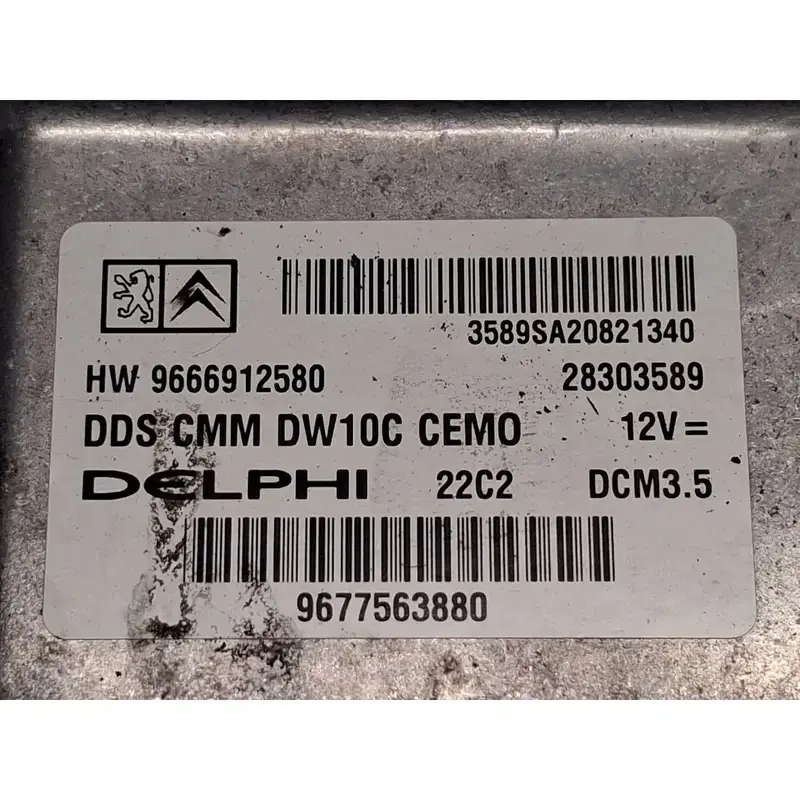 3589SA20821340
HW 9666912580 28303589
DDS CMM DW10C CEMO 12V=
DELPHI 22C2 DCM3.5
9677563880